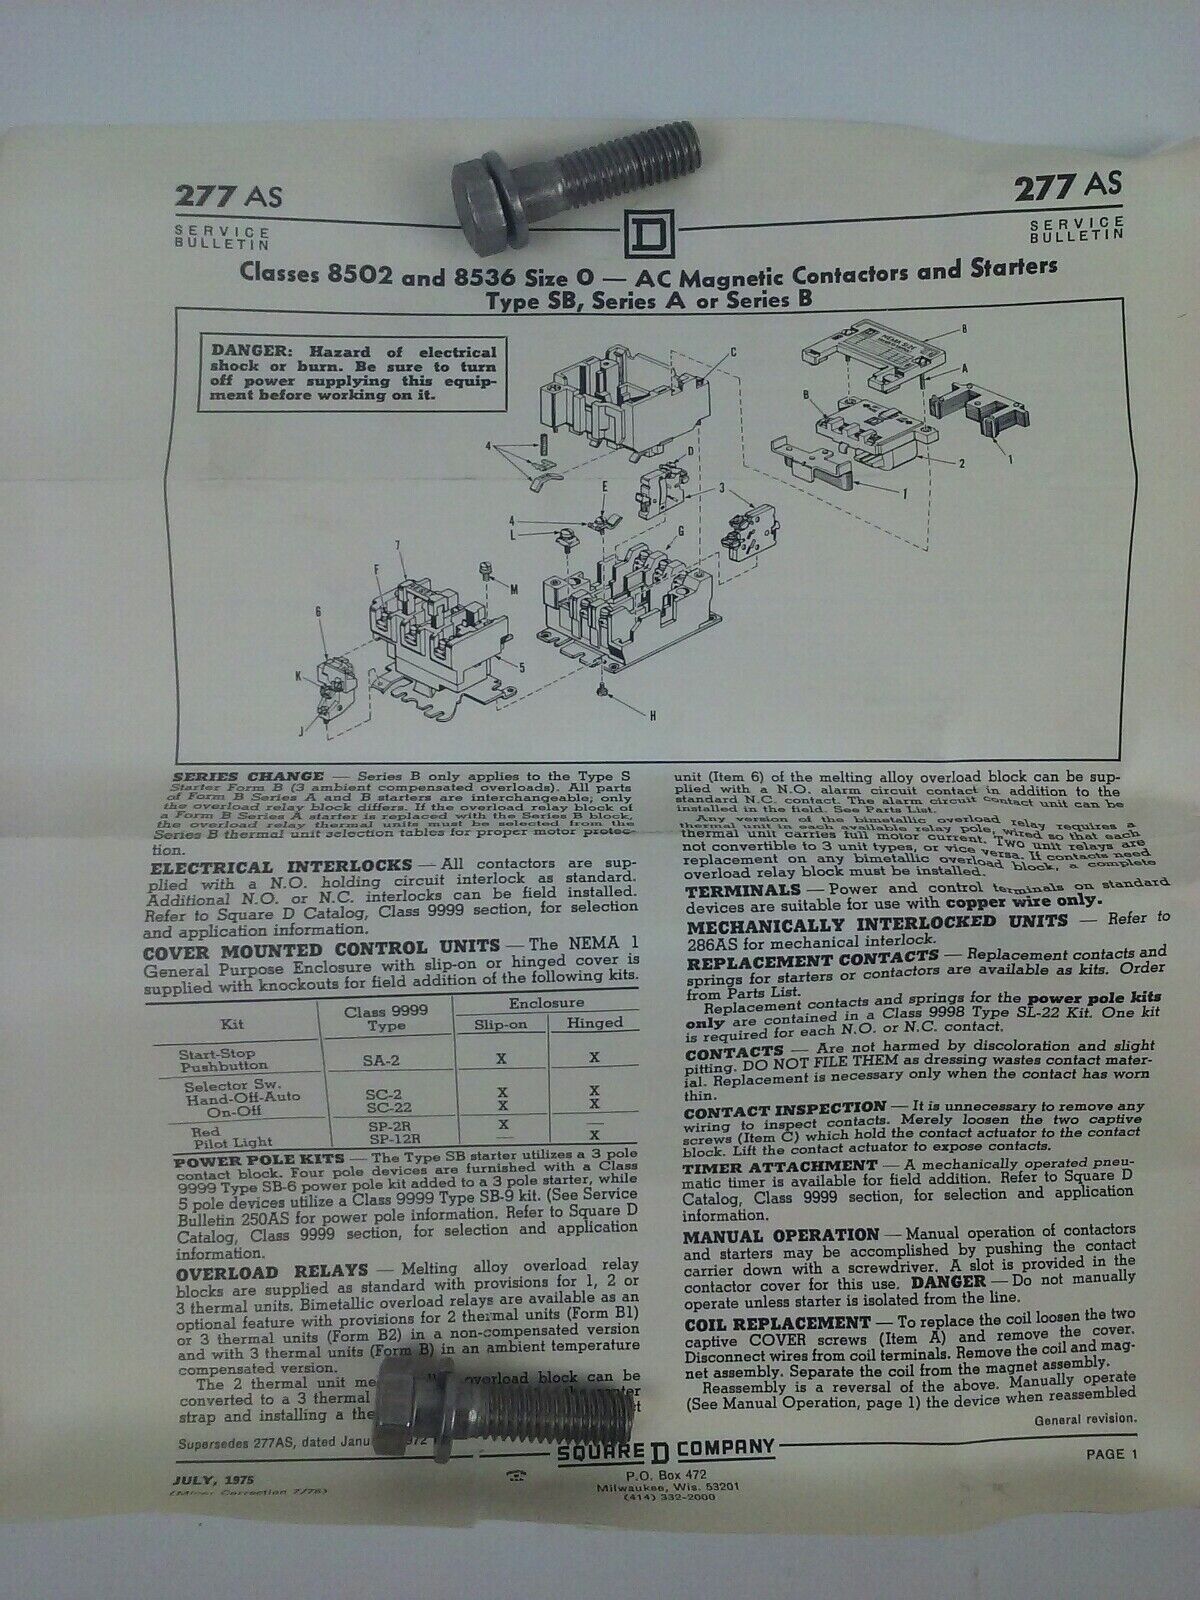 277 AS
277 AS
SERVICE
BULLETIN
SERVICE
BULLETIN
D
Classes 8502 and 8536 Size O — AC Magnetic Contactors and Starters
Type SB, Series A or Series B
DANGER: Hazard of electrical
shock or burn. Be sure to turn
off power supplying this equip-
ment before working on it.
B
C
A
B
4
D
1
2
3
E
1
4
L
G
7
F
M
6
5
K
J
H
SERIES CHANGE — Series B only applies to the Type S
Starter Form B (3 ambient compensated overloads). All parts
of Form B Series A and B starters are interchangeable; only
the overload relay block differs. If the overload relay block of
a Form B Series A starter is replaced with the Series B block,
the overload relay thermal units must be selected from the
Series B thermal unit selection tables for proper motor protec-
tion.
ELECTRICAL INTERLOCKS — All contactors are sup-
plied with a N.O. holding circuit interlock as standard.
Additional N.O. or N.C. interlocks can be field installed.
Refer to Square D Catalog, Class 9999 section, for selection
and application information.
COVER MOUNTED CONTROL UNITS — The NEMA 1
General Purpose Enclosure with slip-on or hinged cover is
supplied with knockouts for field addition of the following kits.
Kit
Class 9999
Type
Enclosure
Slip-on
Hinged
Start-Stop
Pushbutton
SA-2
X
X
Selector Sw.
Hand-Off-Auto
On-Off
SC-2
SC-22
X
X
X
X
Red
Pilot Light
SP-2R
SP-12R
X
—
—
X
POWER POLE KITS — The Type SB starter utilizes a 3 pole
contact block. Four pole devices are furnished with a Class
9999 Type SB-6 power pole kit added to a 3 pole starter, while
5 pole devices utilize a Class 9999 Type SB-9 kit. (See Service
Bulletin 250AS for power pole information. Refer to Square D
Catalog, Class 9999 section, for selection and application
information.
OVERLOAD RELAYS — Melting alloy overload relay
blocks are supplied as standard with provisions for 1, 2 or
3 thermal units. Bimetallic overload relays are available as an
optional feature with provisions for 2 thermal units (Form B1)
or 3 thermal units (Form B2) in a non-compensated version
and with 3 thermal units (Form B) in an ambient temperature
compensated version.
The 2 thermal unit overload block can be
converted to a 3 thermal
strap and installing a
Supersedes 277AS, dated
JULY, 1975
(Minor Correction 7/76)
unit (Item 6) of the melting alloy overload block can be sup-
plied with a N.O. alarm circuit contact in addition to the
standard N.C. contact. The alarm circuit contact unit can be
installed in the field. See Parts List.
Any version of the bimetallic overload relay requires a
thermal unit in each available relay pole, wired so that each
thermal unit carries full motor current. Two unit relays are
not convertible to 3 unit types, or vice versa. If contacts need
replacement on any bimetallic overload block, a complete
overload relay block must be installed.
TERMINALS — Power and control terminals on standard
devices are suitable for use with copper wire only.
MECHANICALLY INTERLOCKED UNITS — Refer to
286AS for mechanical interlock.
REPLACEMENT CONTACTS — Replacement contacts and
springs for starters or contactors are available as kits. Order
from Parts List.
Replacement contacts and springs for the power pole kits
only are contained in a Class 9998 Type SL-22 Kit. One kit
is required for each N.O. or N.C. contact.
CONTACTS — Are not harmed by discoloration and slight
pitting. DO NOT FILE THEM as dressing wastes contact mater-
ial. Replacement is necessary only when the contact has worn
thin.
CONTACT INSPECTION — It is unnecessary to remove any
wiring to inspect contacts. Merely loosen the two captive
screws (Item C) which hold the contact actuator to the contact
block. Lift the contact actuator to expose contacts.
TIMER ATTACHMENT — A mechanically operated pneu-
matic timer is available for field addition. Refer to Square D
Catalog, Class 9999 section, for selection and application
information.
MANUAL OPERATION — Manual operation of contactors
and starters may be accomplished by pushing the contact
carrier down with a screwdriver. A slot is provided in the
contactor cover for this use. DANGER — Do not manually
operate unless starter is isolated from the line.
COIL REPLACEMENT — To replace the coil loosen the two
captive COVER screws (Item A) and remove the cover.
Disconnect wires from coil terminals. Remove the coil and mag-
net assembly. Separate the coil from the magnet assembly.
Reassembly is a reversal of the above. Manually operate
(See Manual Operation, page 1) the device when reassembled
General revision.
SQUARE D COMPANY
P.O. Box 472
Milwaukee, Wis. 53201
(414) 332-2000
PAGE 1